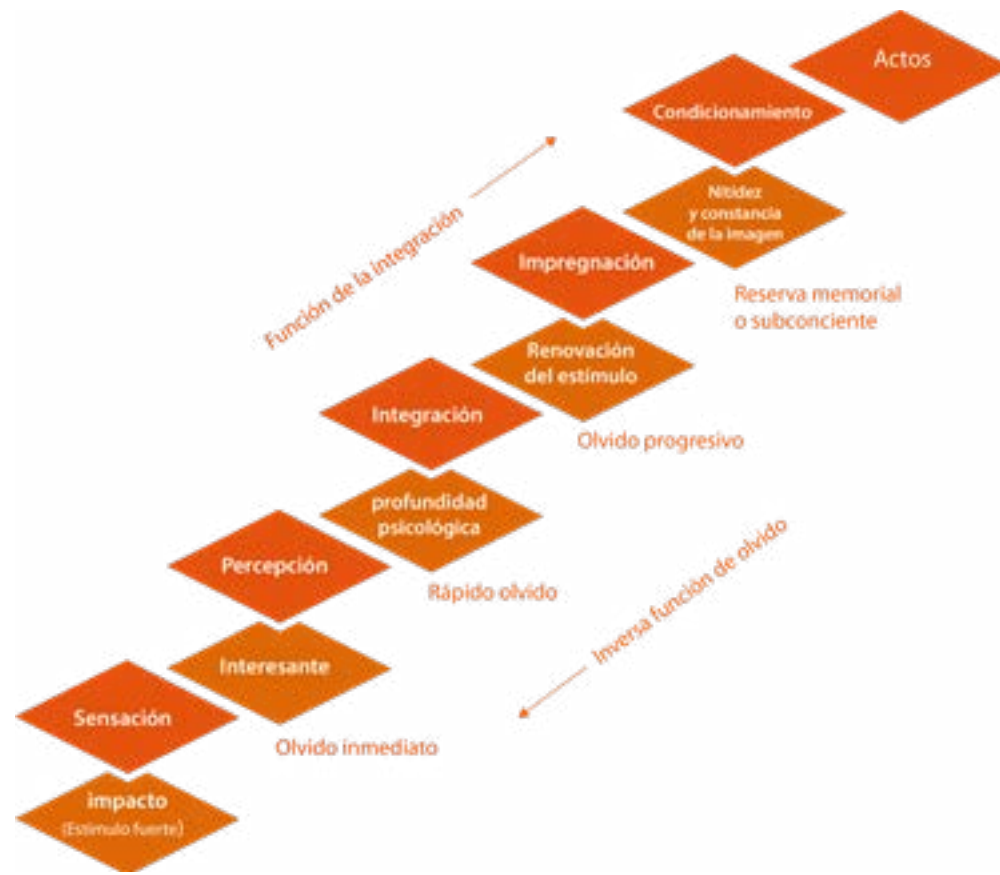 Actos
Condicionamiento
Nitidez
y constancia
de la imagen
Función de la integración
Impregnación
Reserva memorial
o subconciente
Renovación
del estímulo
Integración
Olvido progresivo
profundidad
psicológica
Percepción
Rápido olvido
Inversa función de olvido
Interesante
Sensación
Olvido inmediato
impacto
(Estimulo fuerte)